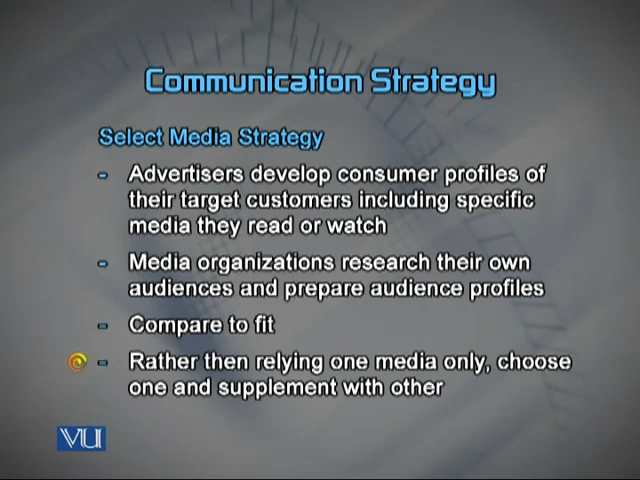 Communication Strategy
Select Media Strategy
- Advertisers develop consumer profiles of
their target customers including specific
media they read or watch
- Media organizations research their own
audiences and prepare audience profiles
- Compare to fit
- Rather then relying one media only, choose
one and supplement with other
VU